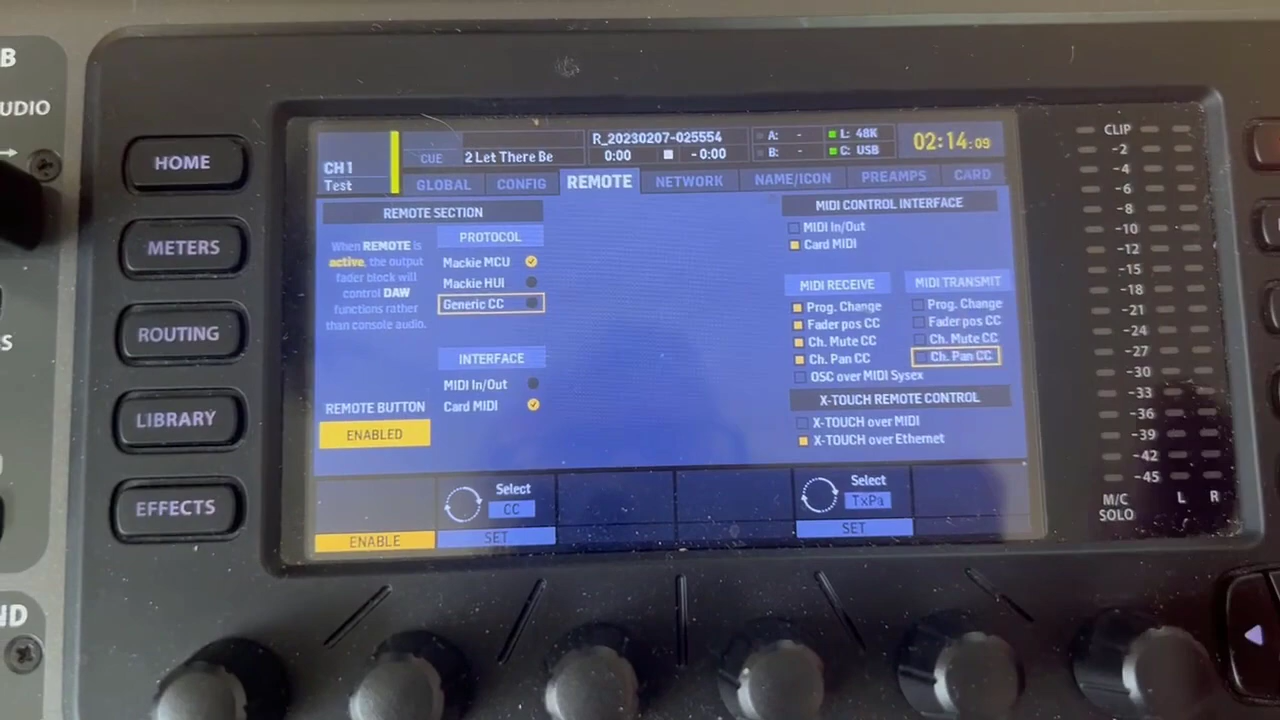 B
UDIO
S
ND
HOME
METERS
ROUTING
LIBRARY
EFFECTS
CH 1
Test
CUE
2 Let There Be
R_20230207-025554
0:00
- 0:00
A: -
B: -
L: 48K
C: USB
02:14:09
GLOBAL
CONFIG
REMOTE
NETWORK
NAME/ICON
PREAMPS
CARD
REMOTE SECTION
When REMOTE is
active, the output
fader block will
control DAW
functions rather
than console audio.
REMOTE BUTTON
ENABLED
PROTOCOL
Mackie MCU
Mackie HUI
Generic CC
INTERFACE
MIDI In/Out
Card MIDI
MIDI CONTROL INTERFACE
MIDI In/Out
Card MIDI
MIDI RECEIVE
Prog. Change
Fader pos CC
Ch. Mute CC
Ch. Pan CC
OSC over MIDI Sysex
MIDI TRANSMIT
Prog. Change
Fader pos CC
Ch. Mute CC
Ch. Pan CC
X-TOUCH REMOTE CONTROL
X-TOUCH over MIDI
X-TOUCH over Ethernet
ENABLE
Select
CC
SET
Select
TxPa
SET
CLIP
-2
-4
-6
-8
-10
-12
-15
-18
-21
-24
-27
-30
-33
-36
-39
-42
-45
M/C
SOLO
L R